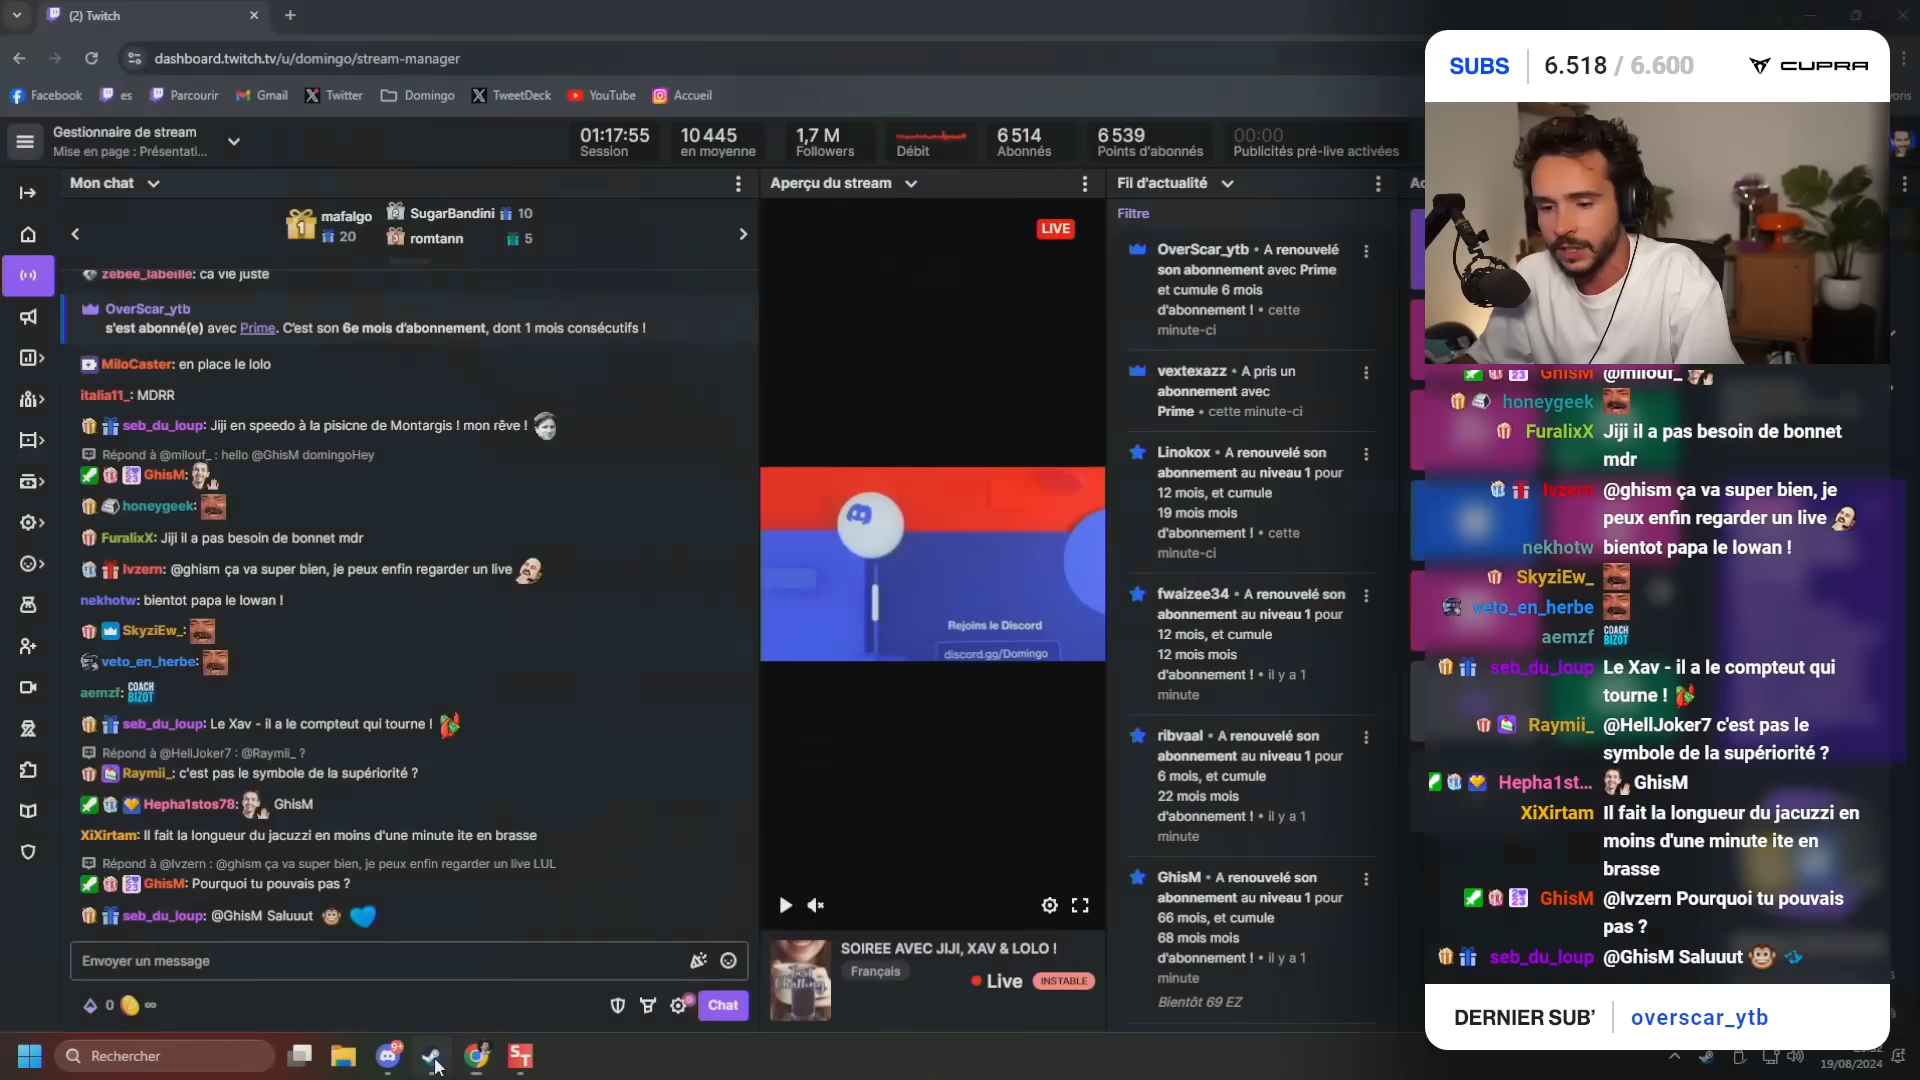 (2) Twitch
dashboard.twitch.tv/u/domingo/stream-manager
Facebook
es
Parcourir
Gmail
Twitter
Domingo
TweetDeck
YouTube
Accueil
Gestionnaire de stream
Mise en page : Présentati...
01:17:55
Session
10 445
en moyenne
1,7 M
Followers
Débit
6 514
Abonnés
6 539
Points d'abonnés
00:00
Publicités pré-live activées
Mon chat
mafalgo
20
SugarBandini 10
romtann 5
zebee_labeille: ca vie juste
OverScar_ytb
s'est abonné(e) avec Prime. C'est son 6e mois d'abonnement, dont 1 mois consécutifs !
MiloCaster: en place le lolo
italia11_: MDRR
seb_du_loup: Jiji en speedo à la pisicne de Montargis ! mon rêve !
Répond à @milouf_ : hello @GhisM domingoHey
GhisM:
honeygeek:
FuralixX: Jiji il a pas besoin de bonnet mdr
lvzern: @ghism ça va super bien, je peux enfin regarder un live
nekhotw: bientot papa le lowan !
SkyziEw_:
veto_en_herbe:
aemzf: COACH BIZOT
seb_du_loup: Le Xav - il a le compteut qui tourne !
Répond à @HellJoker7 : @Raymii_ ?
Raymii_: c'est pas le symbole de la supériorité ?
Hepha1stos78: GhisM
XiXirtam: Il fait la longueur du jacuzzi en moins d'une minute ite en brasse
Répond à @lvzern : @ghism ça va super bien, je peux enfin regarder un live LUL
GhisM: Pourquoi tu pouvais pas ?
seb_du_loup: @GhisM Saluuut
Envoyer un message
0 ∞
Chat
Aperçu du stream
LIVE
Rejoins le Discord
discord.gg/Domingo
SOIREE AVEC JIJI, XAV & LOLO !
Français
Live
INSTABLE
Fil d'actualité
Filtre
OverScar_ytb • A renouvelé
son abonnement avec Prime
et cumule 6 mois
d'abonnement ! • cette
minute-ci
vextexazz • A pris un
abonnement avec
Prime • cette minute-ci
Linokox • A renouvelé son
abonnement au niveau 1 pour
12 mois, et cumule
19 mois mois
d'abonnement ! • cette
minute-ci
fwaizee34 • A renouvelé son
abonnement au niveau 1 pour
12 mois, et cumule
12 mois mois
d'abonnement ! • il y a 1
minute
ribvaal • A renouvelé son
abonnement au niveau 1 pour
6 mois, et cumule
22 mois mois
d'abonnement ! • il y a 1
minute
GhisM • A renouvelé son
abonnement au niveau 1 pour
66 mois, et cumule
68 mois mois
d'abonnement ! • il y a 1
minute
Bientôt 69 EZ
SUBS 6.518 / 6.600 CUPRA
GhisM @milouf_
honeygeek
FuralixX Jiji il a pas besoin de bonnet
mdr
lvzern @ghism ça va super bien, je
peux enfin regarder un live
nekhotw bientot papa le lowan !
SkyziEw_
veto_en_herbe
aemzf COACH BIZOT
seb_du_loup Le Xav - il a le compteut qui
tourne !
Raymii_ @HellJoker7 c'est pas le
symbole de la supériorité ?
Hepha1st... GhisM
XiXirtam Il fait la longueur du jacuzzi en
moins d'une minute ite en
brasse
GhisM @lvzern Pourquoi tu pouvais
pas ?
seb_du_loup @GhisM Saluuut
DERNIER SUB' overscar_ytb
Rechercher
9+
ST
19/08/2024